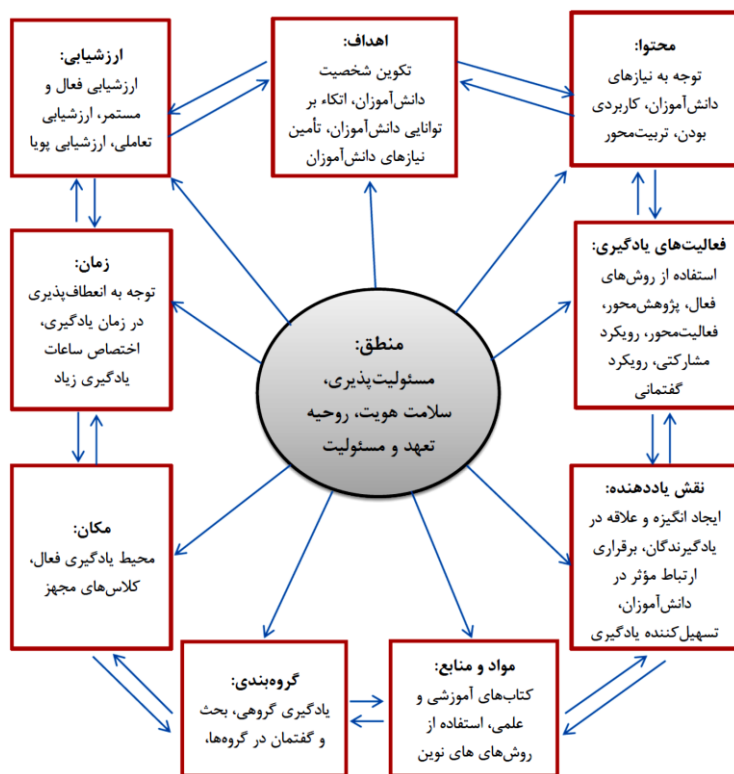 اهداف:
تکوین شخصیت
دانش‌آموزان، اتکاء بر
توانایی دانش‌آموزان، تأمین
نیازهای دانش‌آموزان
محتوا:
توجه به نیازهای
دانش‌آموزان، کاربردی
بودن، تربیت‌محور
فعالیت‌های یادگیری:
استفاده از روش‌های
فعال، پژوهش‌محور،
فعالیت‌محور، رویکرد
مشارکتی، رویکرد
گفتمانی
نقش یاددهنده:
ایجاد انگیزه و علاقه در
یادگیرندگان، برقراری
ارتباط مؤثر در
دانش‌آموزان،
تسهیل‌کننده یادگیری
مواد و منابع:
کتاب‌های آموزشی و
علمی، استفاده از
روش‌های های نوین
گروه‌بندی:
یادگیری گروهی، بحث
و گفتمان در گروه‌ها،
مکان:
محیط یادگیری فعال،
کلاس‌های مجهز
زمان:
توجه به انعطاف‌پذیری
در زمان یادگیری،
اختصاص ساعات
یادگیری زیاد
ارزشیابی:
ارزشیابی فعال و
مستمر، ارزشیابی
تعاملی، ارزشیابی پویا
منطق:
مسئولیت‌پذیری،
سلامت هویت، روحیه
تعهد و مسئولیت